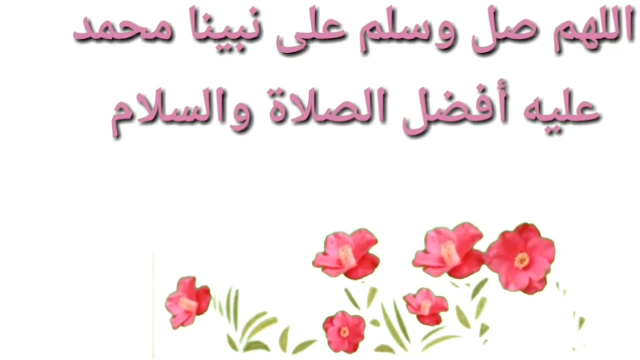 اللهم صل وسلم على نبينا محمد
عليه أفضل الصلاة والسلام